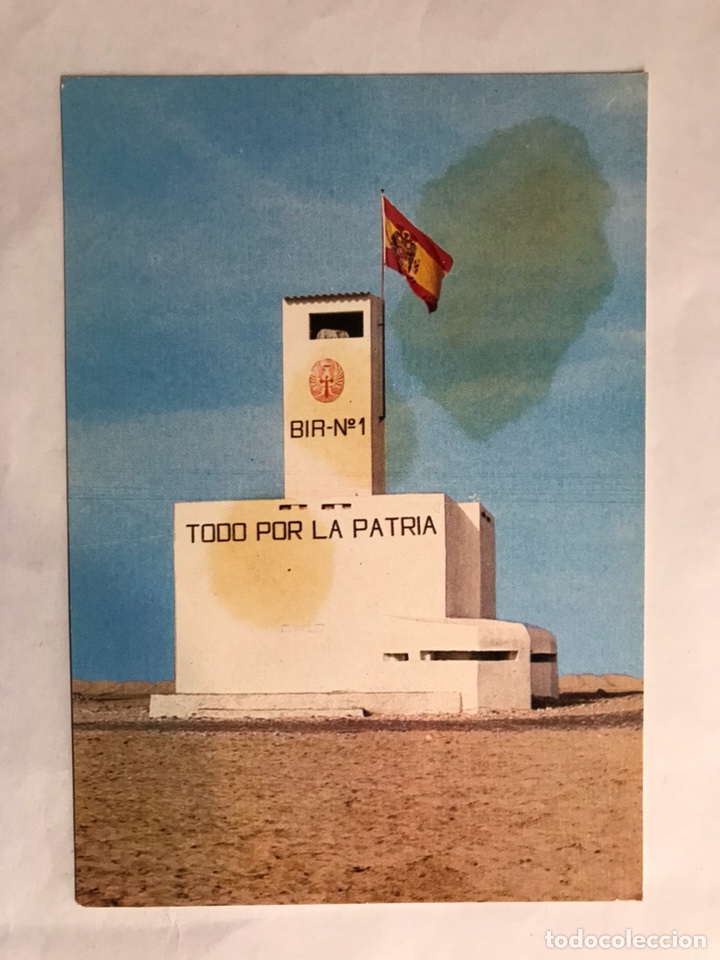 BIR-Nº1
TODO POR LA PATRIA
todocoleccion